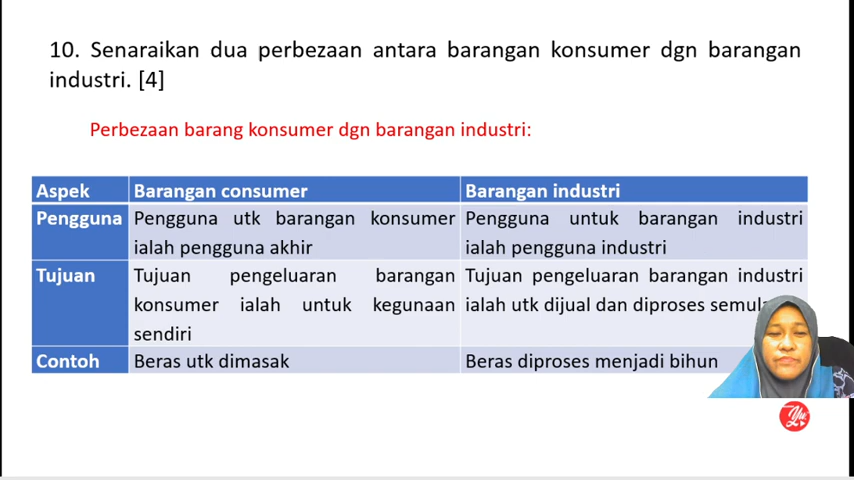 10. Senaraikan dua perbezaan antara barangan konsumer dgn barangan
industri. [4]
Perbezaan barang konsumer dgn barangan industri:
Aspek Barangan consumer Barangan industri
Pengguna Pengguna utk barangan konsumer Pengguna untuk barangan industri
ialah pengguna akhir ialah pengguna industri
Tujuan Tujuan pengeluaran barangan Tujuan pengeluaran barangan industri
konsumer ialah untuk kegunaan ialah utk dijual dan diproses semula
sendiri
Contoh Beras utk dimasak Beras diproses menjadi bihun